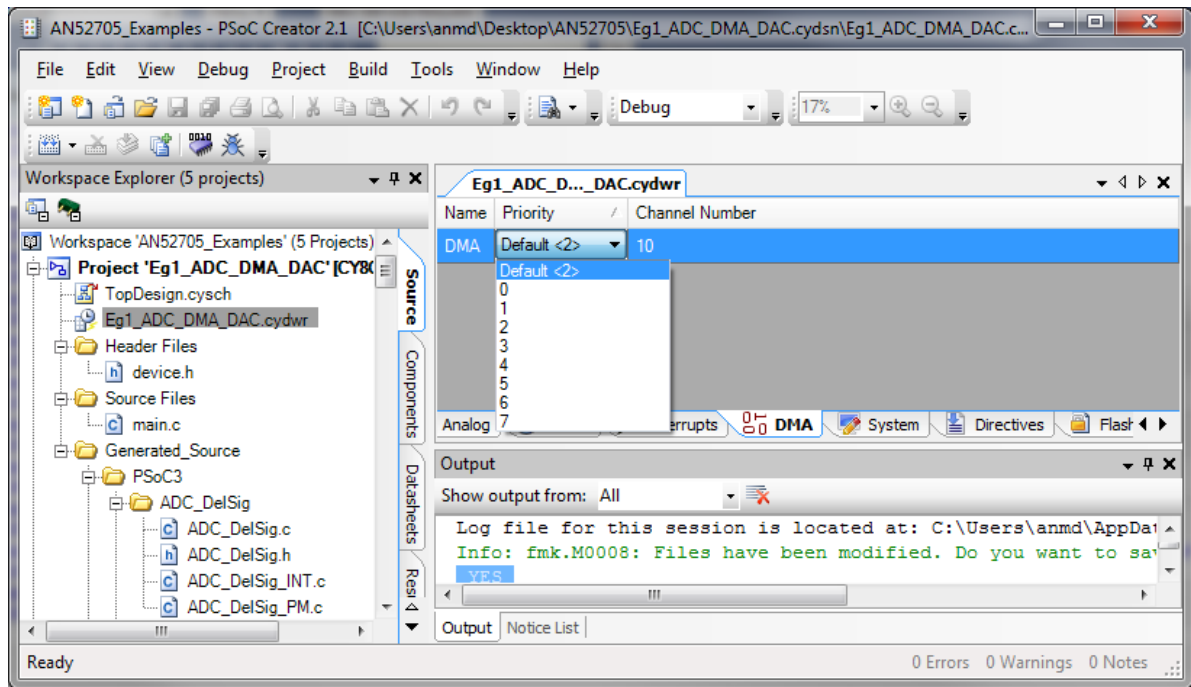 AN52705_Examples - PSoC Creator 2.1 [C:\Users\anmd\Desktop\AN52705\Eg1_ADC_DMA_DAC.cydsn\Eg1_ADC_DMA_DAC.c...
File Edit View Debug Project Build Tools Window Help
Debug 17%
Workspace Explorer (5 projects)
Workspace 'AN52705_Examples' (5 Projects)
Project 'Eg1_ADC_DMA_DAC' [CY8(
TopDesign.cysch
Eg1_ADC_DMA_DAC.cydwr
Header Files
device.h
Source Files
main.c
Generated_Source
PSoC3
ADC_DelSig
ADC_DelSig.c
ADC_DelSig.h
ADC_DelSig_INT.c
ADC_DelSig_PM.c
Source
Components
Datasheets
Resi
Eg1_ADC_D..._DAC.cydwr
Name Priority / Channel Number
DMA Default <2> 10
Default <2>
0
1
2
3
4
5
6
7
Analog errupts DMA System Directives Flash
Output
Show output from: All
Log file for this session is located at: C:\Users\anmd\AppDat
Info: fmk.M0008: Files have been modified. Do you want to sav
YES
Output Notice List
Ready 0 Errors 0 Warnings 0 Notes